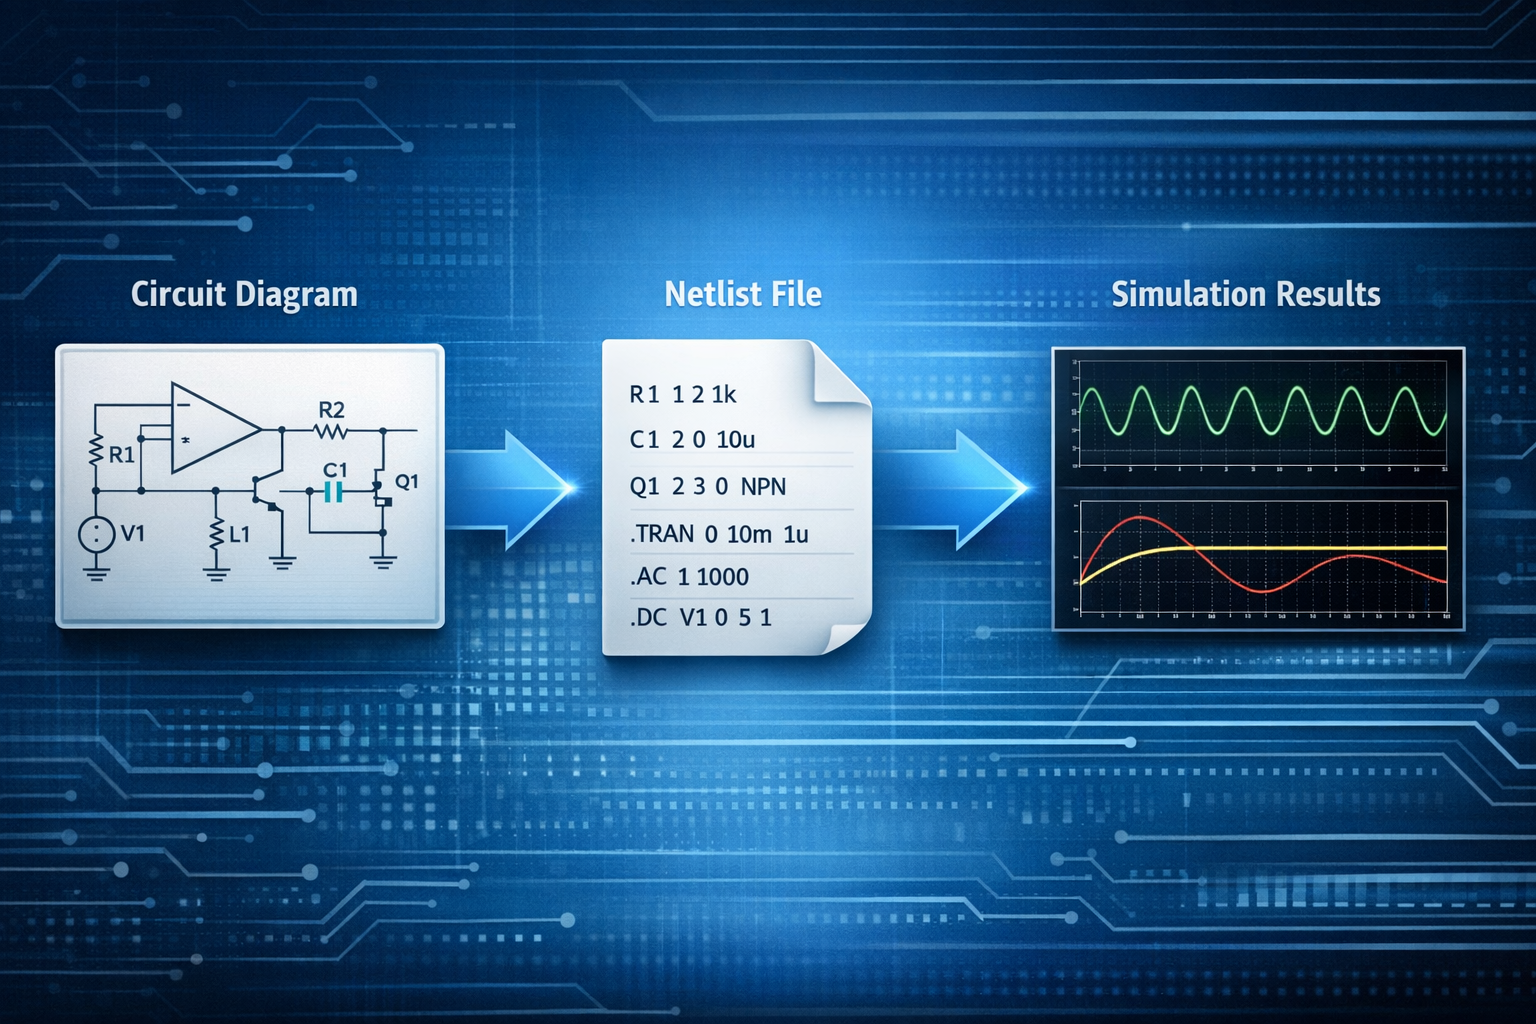 Circuit Diagram
Netlist File
Simulation Results
R2
R1
C1
Q1
V1
L1
R1 1 2 1k
C1 2 0 10u
Q1 2 3 0 NPN
.TRAN 0 10m 1u
.AC 1 1000
.DC V1 0 5 1